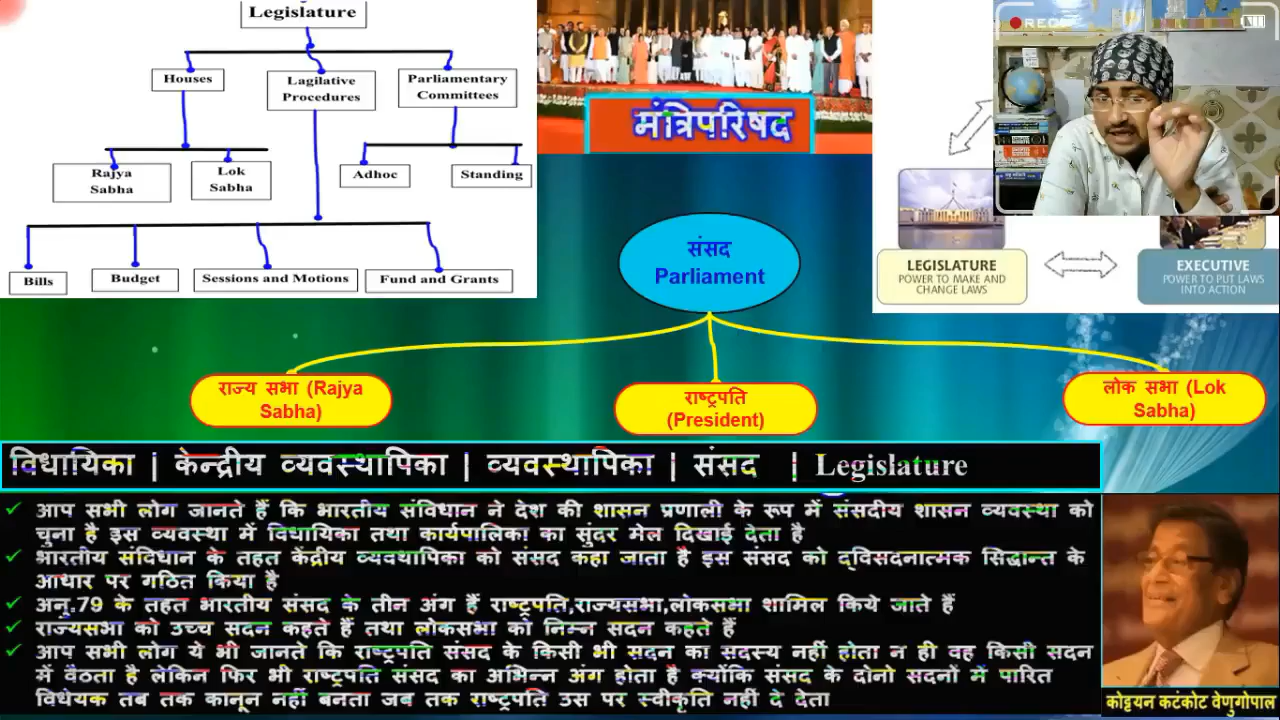 Legislature
Houses
Lagilative
Procedures
Parliamentary
Committees
Rajya
Sabha
Lok
Sabha
Adhoc
Standing
Bills
Budget
Sessions and Motions
Fund and Grants
मंत्रिपरिषद
LEGISLATURE
POWER TO MAKE AND
CHANGE LAWS
EXECUTIVE
POWER TO PUT LAWS
INTO ACTION
संसद
Parliament
राज्य सभा (Rajya
Sabha)
राष्ट्रपति
(President)
लोक सभा (Lok
Sabha)
विधायिका | केन्द्रीय व्यवस्थापिका | व्यवस्थापिका | संसद | Legislature
✓ आप सभी लोग जानते हैं कि भारतीय संविधान ने देश की शासन प्रणाली के रूप में संसदीय शासन व्यवस्था को
चुना है इस व्यवस्था में विधायिका तथा कार्यपालिका का सुंदर मेल दिखाई देता है
✓ भारतीय संविधान के तहत केंद्रीय व्यवथापिका को संसद कहा जाता है इस संसद को द्विसदनात्मक सिद्धान्त के
आधार पर गठित किया है
✓ अनु.79 के तहत भारतीय संसद के तीन अंग हैं राष्ट्रपति,राज्यसभा,लोकसभा शामिल किये जाते हैं
✓ राज्यसभा को उच्च सदन कहते हैं तथा लोकसभा को निम्न सदन कहते हैं
✓ आप सभी लोग ये भी जानते कि राष्ट्रपति संसद के किसी भी सदन का सदस्य नहीं होता न ही वह किसी सदन
में वैठता है लेकिन फिर भी राष्ट्रपति संसद का अभिन्न अंग होता है क्योंकि संसद के दोनो सदनों में पारित
विधेयक तब तक कानून नहीं बनता जब तक राष्ट्रपति उस पर स्वीकृति नहीं दे देता
कोट्टयन कटंकोट वेणुगोपाल